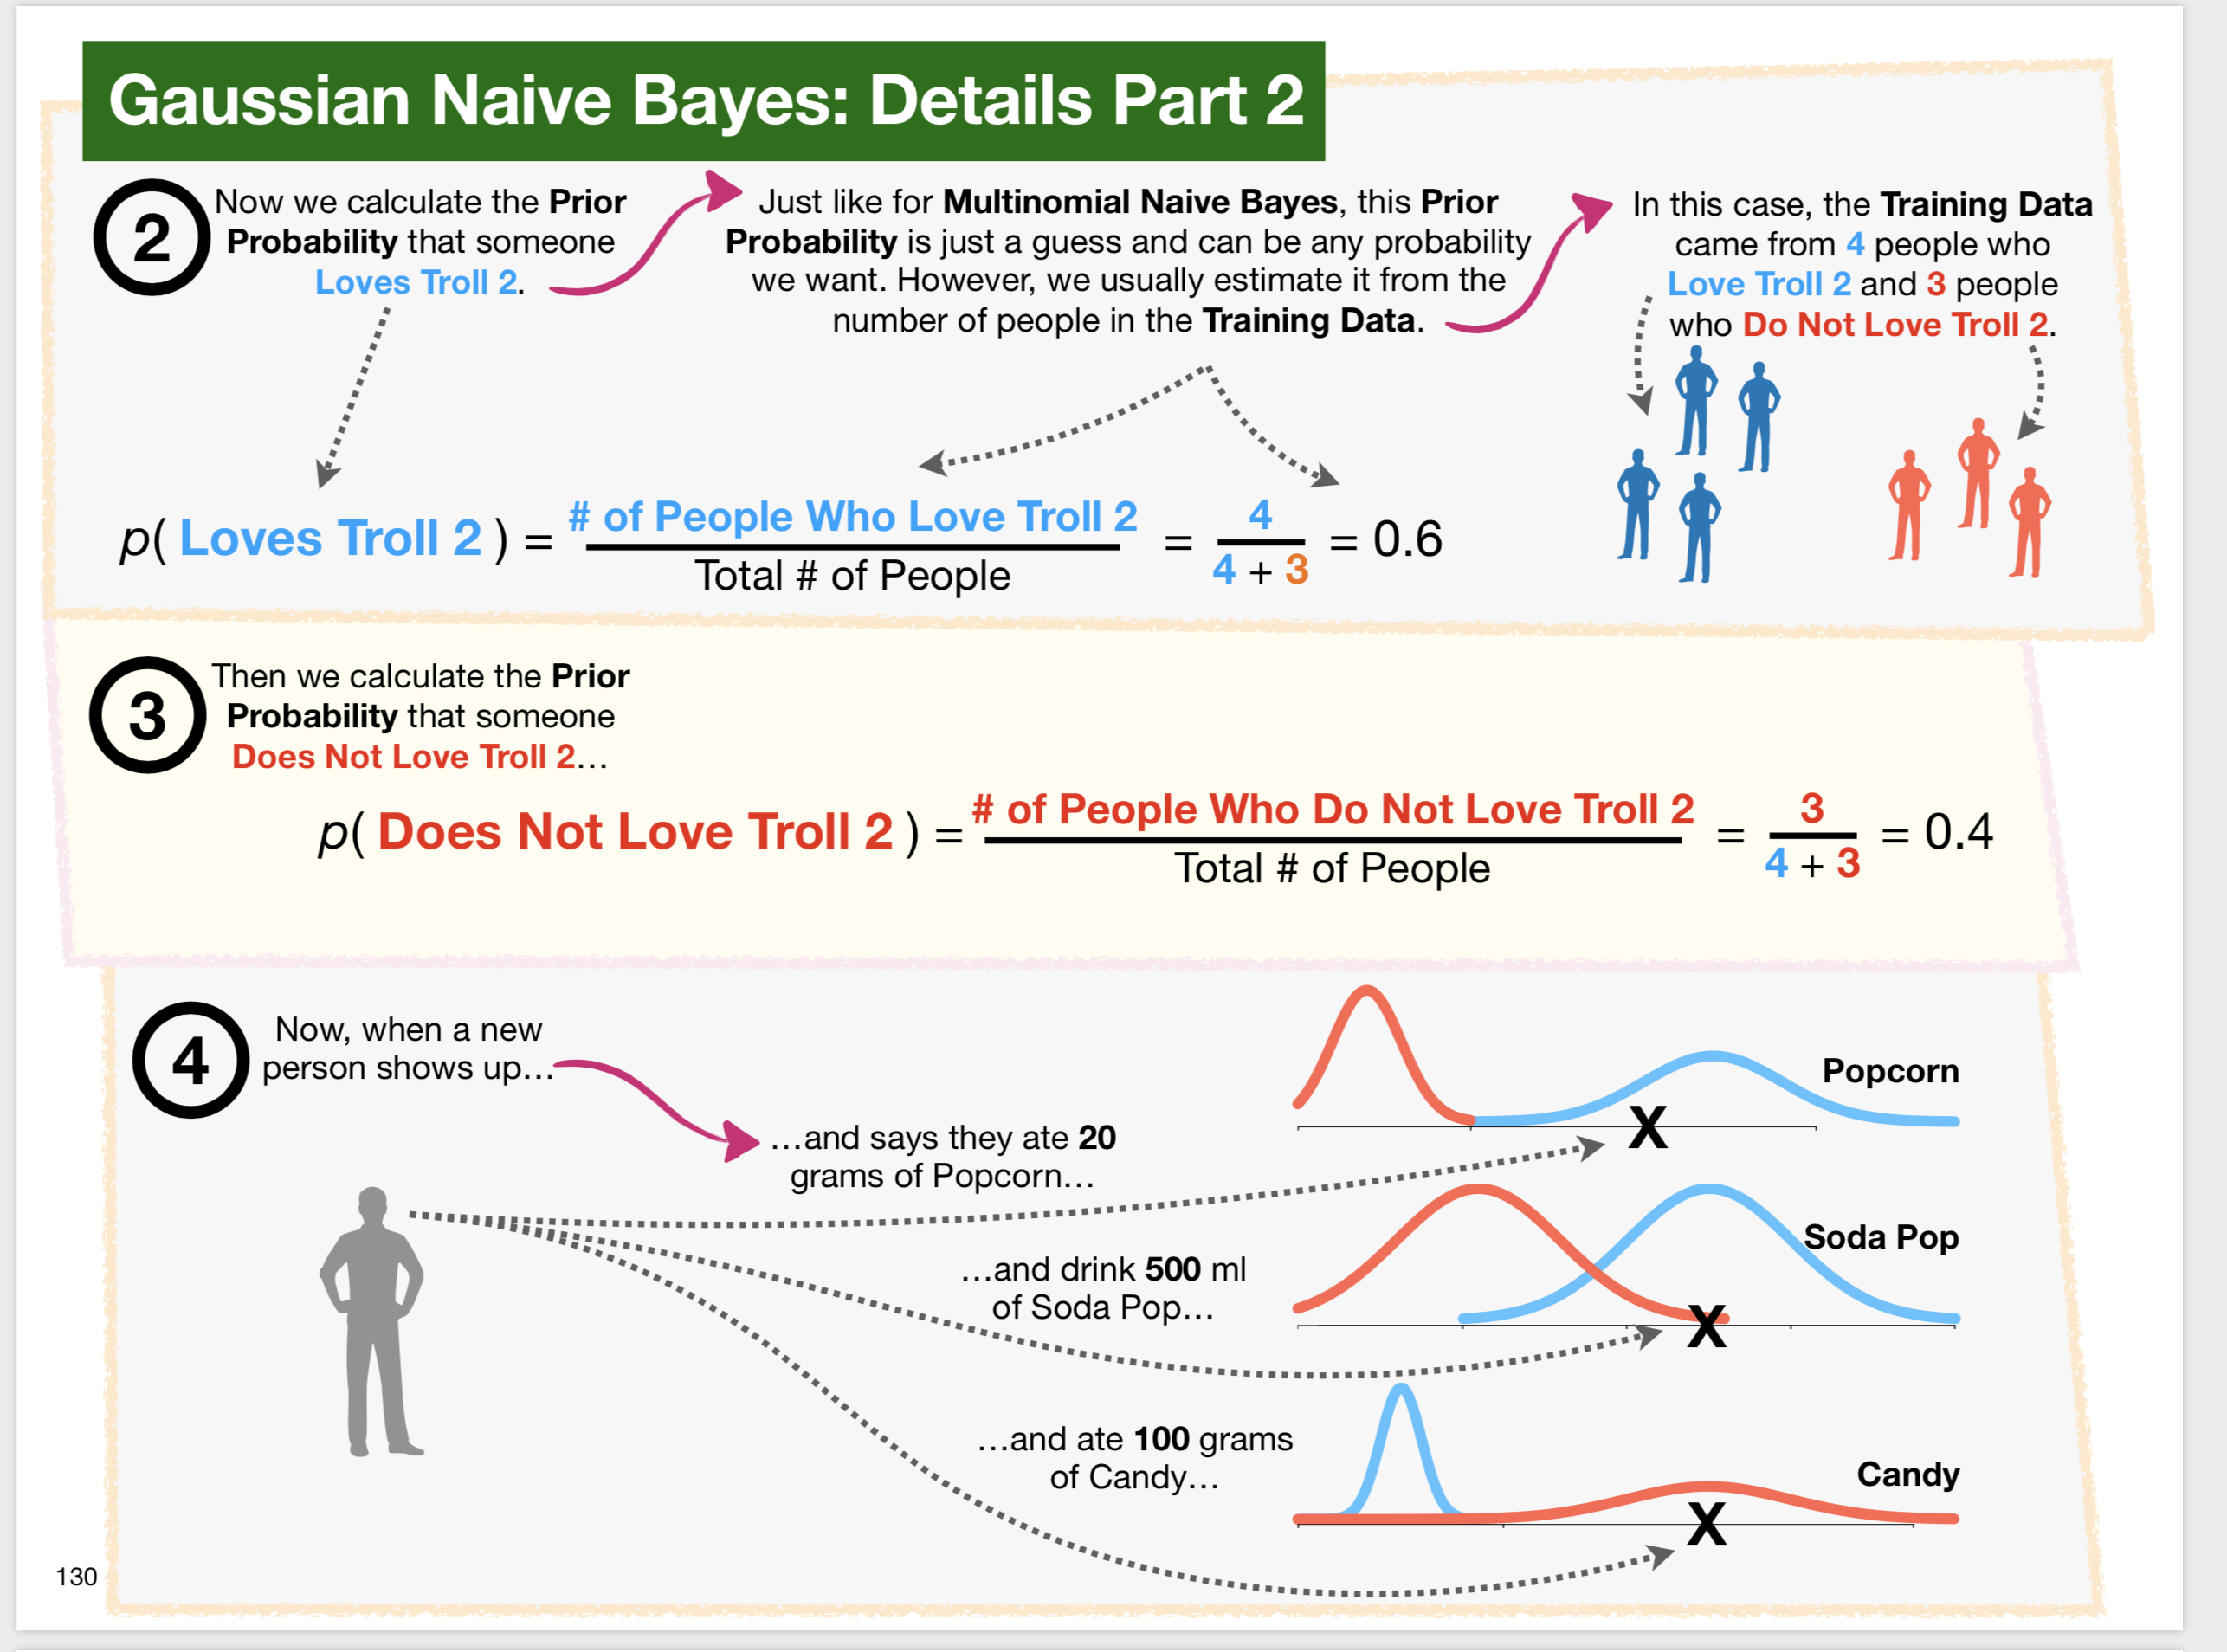 Gaussian Naive Bayes: Details Part 2
2
Now we calculate the Prior
Probability that someone
Loves Troll 2.
Just like for Multinomial Naive Bayes, this Prior
Probability is just a guess and can be any probability
we want. However, we usually estimate it from the
number of people in the Training Data.
In this case, the Training Data
came from 4 people who
Love Troll 2 and 3 people
who Do Not Love Troll 2.
p( Loves Troll 2 ) = # of People Who Love Troll 2 / Total # of People = 4 / 4 + 3 = 0.6
3
Then we calculate the Prior
Probability that someone
Does Not Love Troll 2…
p( Does Not Love Troll 2 ) = # of People Who Do Not Love Troll 2 / Total # of People = 3 / 4 + 3 = 0.4
4
Now, when a new
person shows up…
…and says they ate 20
grams of Popcorn…
Popcorn
X
…and drink 500 ml
of Soda Pop…
Soda Pop
X
…and ate 100 grams
of Candy…
Candy
X
130